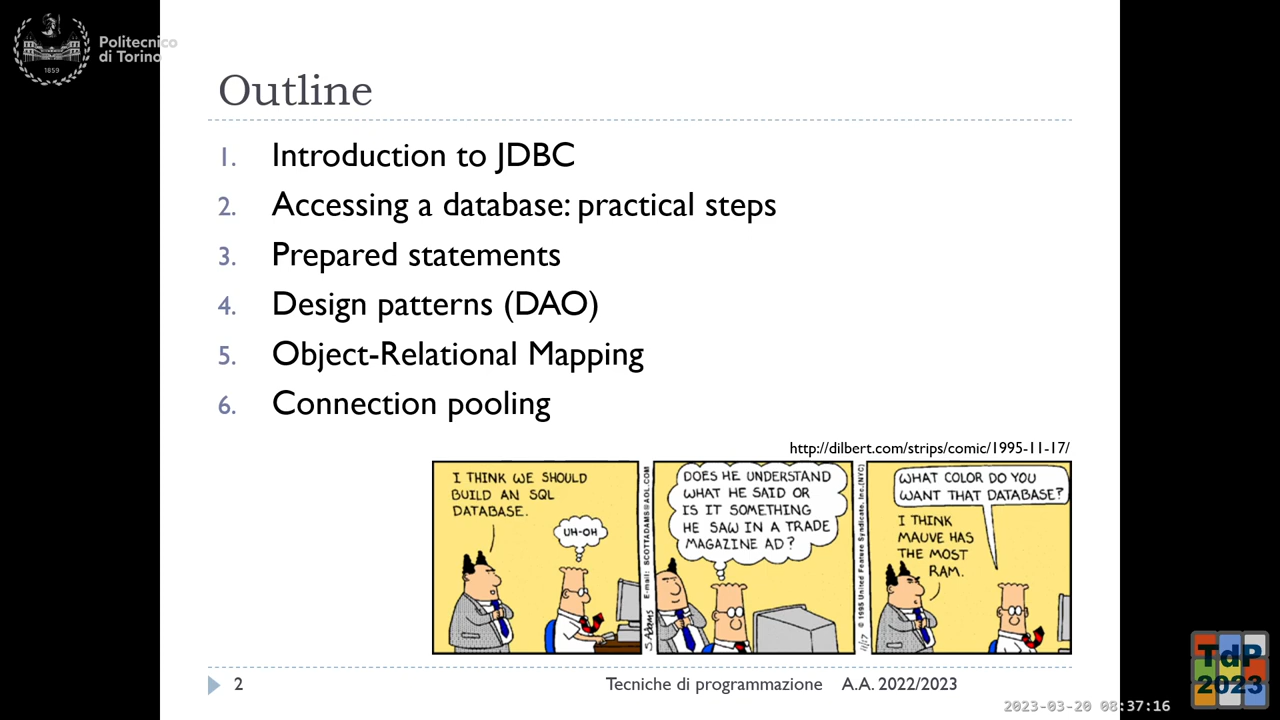 Politecnico
di Torino
1859
Outline
1. Introduction to JDBC
2. Accessing a database: practical steps
3. Prepared statements
4. Design patterns (DAO)
5. Object-Relational Mapping
6. Connection pooling
http://dilbert.com/strips/comic/1995-11-17/
I THINK WE SHOULD
BUILD AN SQL
DATABASE.
UH-OH
S.ADAMS E-mail: SCOTTADAMS@AOL.COM
DOES HE UNDERSTAND
WHAT HE SAID OR
IS IT SOMETHING
HE SAW IN A TRADE
MAGAZINE AD?
11/17 © 1995 United Feature Syndicate, Inc.(NYC)
WHAT COLOR DO YOU
WANT THAT DATABASE?
I THINK
MAUVE HAS
THE MOST
RAM.
2
Tecniche di programmazione A.A. 2022/2023
TdP
2023
2023-03-20 08:37:16